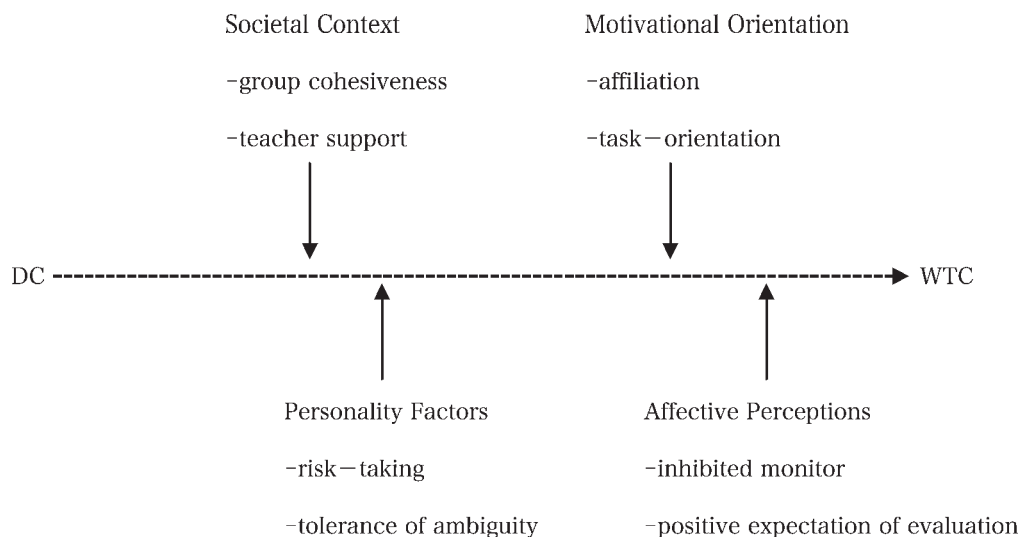 Societal Context
-group cohesiveness
-teacher support
Motivational Orientation
-affiliation
-task-orientation
DC
WTC
Personality Factors
-risk-taking
-tolerance of ambiguity
Affective Perceptions
-inhibited monitor
-positive expectation of evaluation